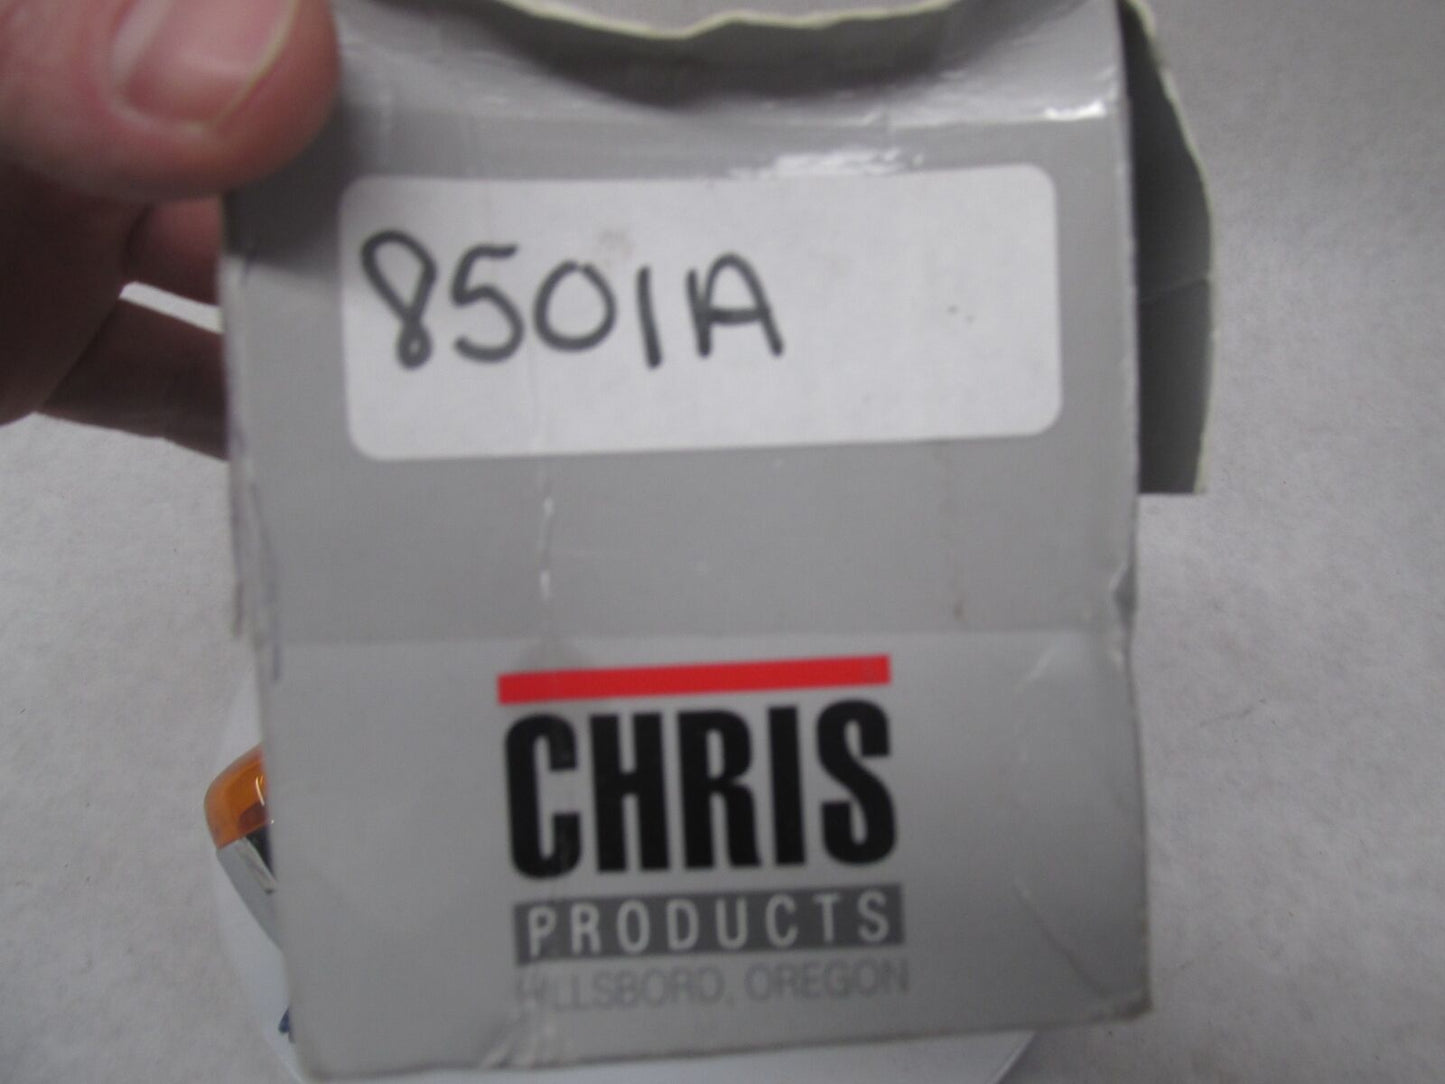 8501A
CHRIS
PRODUCTS
HILLSBORO, OREGON